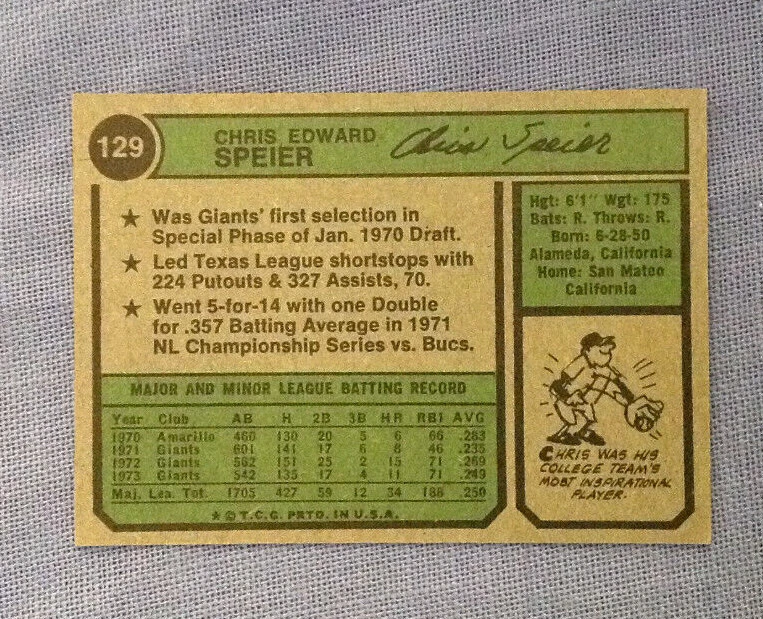 129
CHRIS EDWARD
SPEIER
Chris Speier
★ Was Giants' first selection in
Special Phase of Jan. 1970 Draft.
★ Led Texas League shortstops with
224 Putouts & 327 Assists, 70.
★ Went 5-for-14 with one Double
for .357 Batting Average in 1971
NL Championship Series vs. Bucs.
MAJOR AND MINOR LEAGUE BATTING RECORD
Year Club AB H 2B 3B HR RBI AVG
1970 Amarillo 460 130 20 5 6 66 .283
1971 Giants 601 141 17 6 8 46 .235
1972 Giants 562 151 25 2 15 71 .269
1973 Giants 542 135 17 4 11 71 .249
Maj. Lea. Tot. 1705 427 59 12 34 188 .250
★ © T.C.G. PRTD. IN U.S.A.
Hgt: 6'1" Wgt: 175
Bats: R. Throws: R.
Born: 6-28-50
Alameda, California
Home: San Mateo
California
CHRIS WAS HIS
COLLEGE TEAM'S
MOST INSPIRATIONAL
PLAYER.